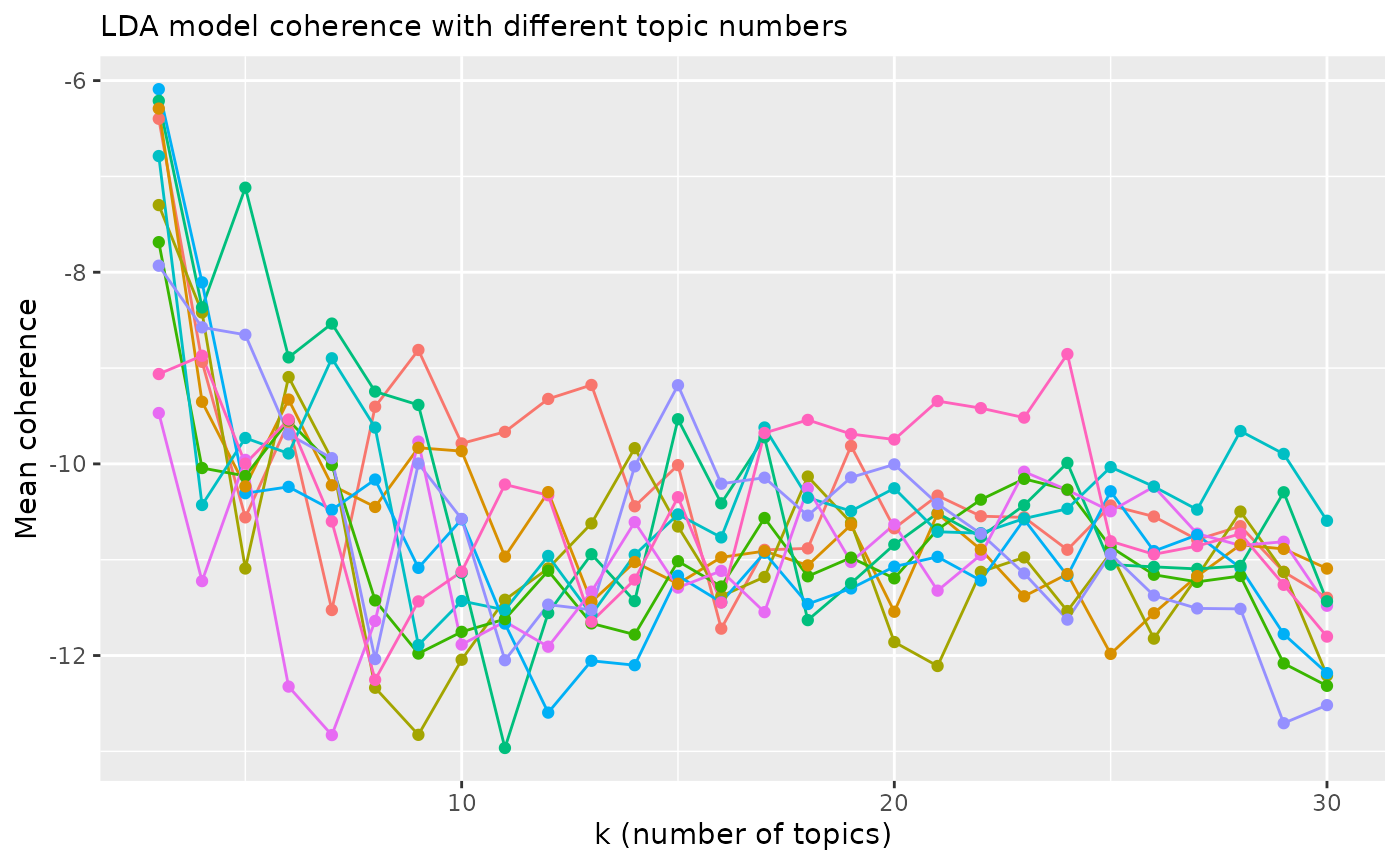 LDA model coherence with different topic numbers
-6
-8
-10
-12
Mean coherence
10 20 30
k (number of topics)